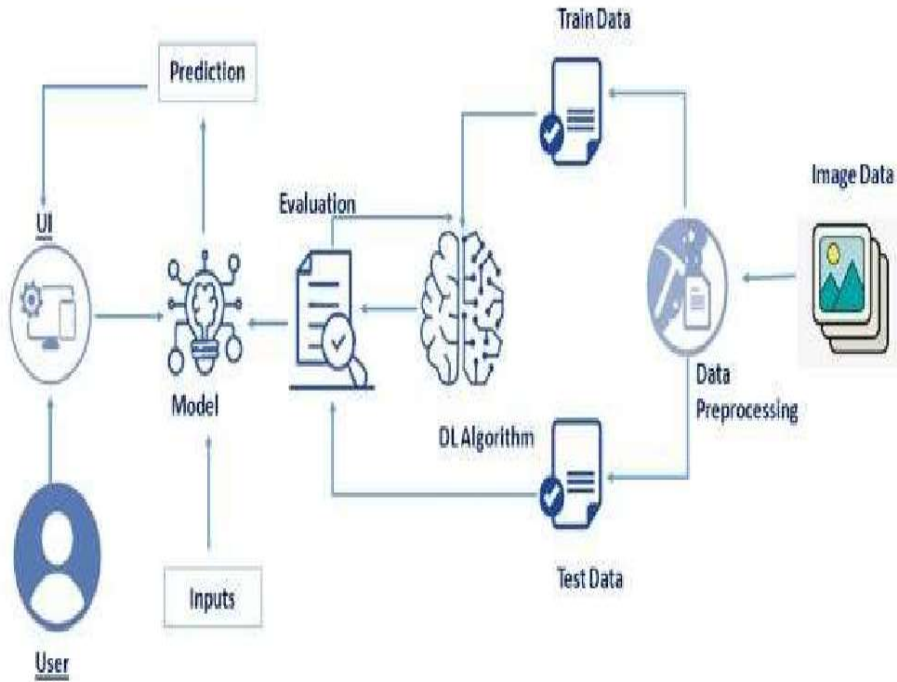 Train Data
Prediction
Image Data
Evaluation
UI
Data
Preprocessing
Model
DL Algorithm
Test Data
Inputs
User